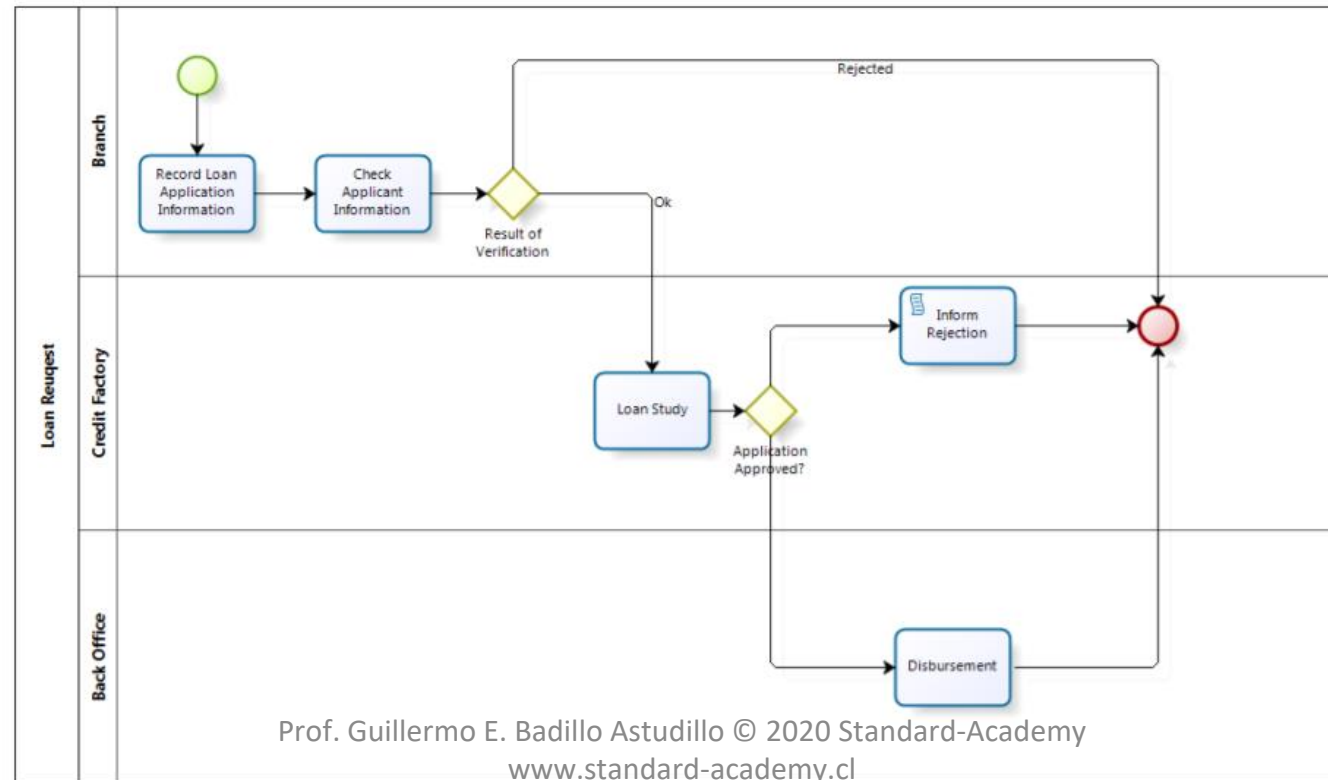 Loan Reuqest
Branch
Record Loan
Application
Information
Check
Applicant
Information
Result of
Verification
Rejected
Ok
Credit Factory
Loan Study
Application
Approved?
Inform
Rejection
Back Office
Disbursement
Prof. Guillermo E. Badillo Astudillo © 2020 Standard-Academy
www.standard-academy.cl